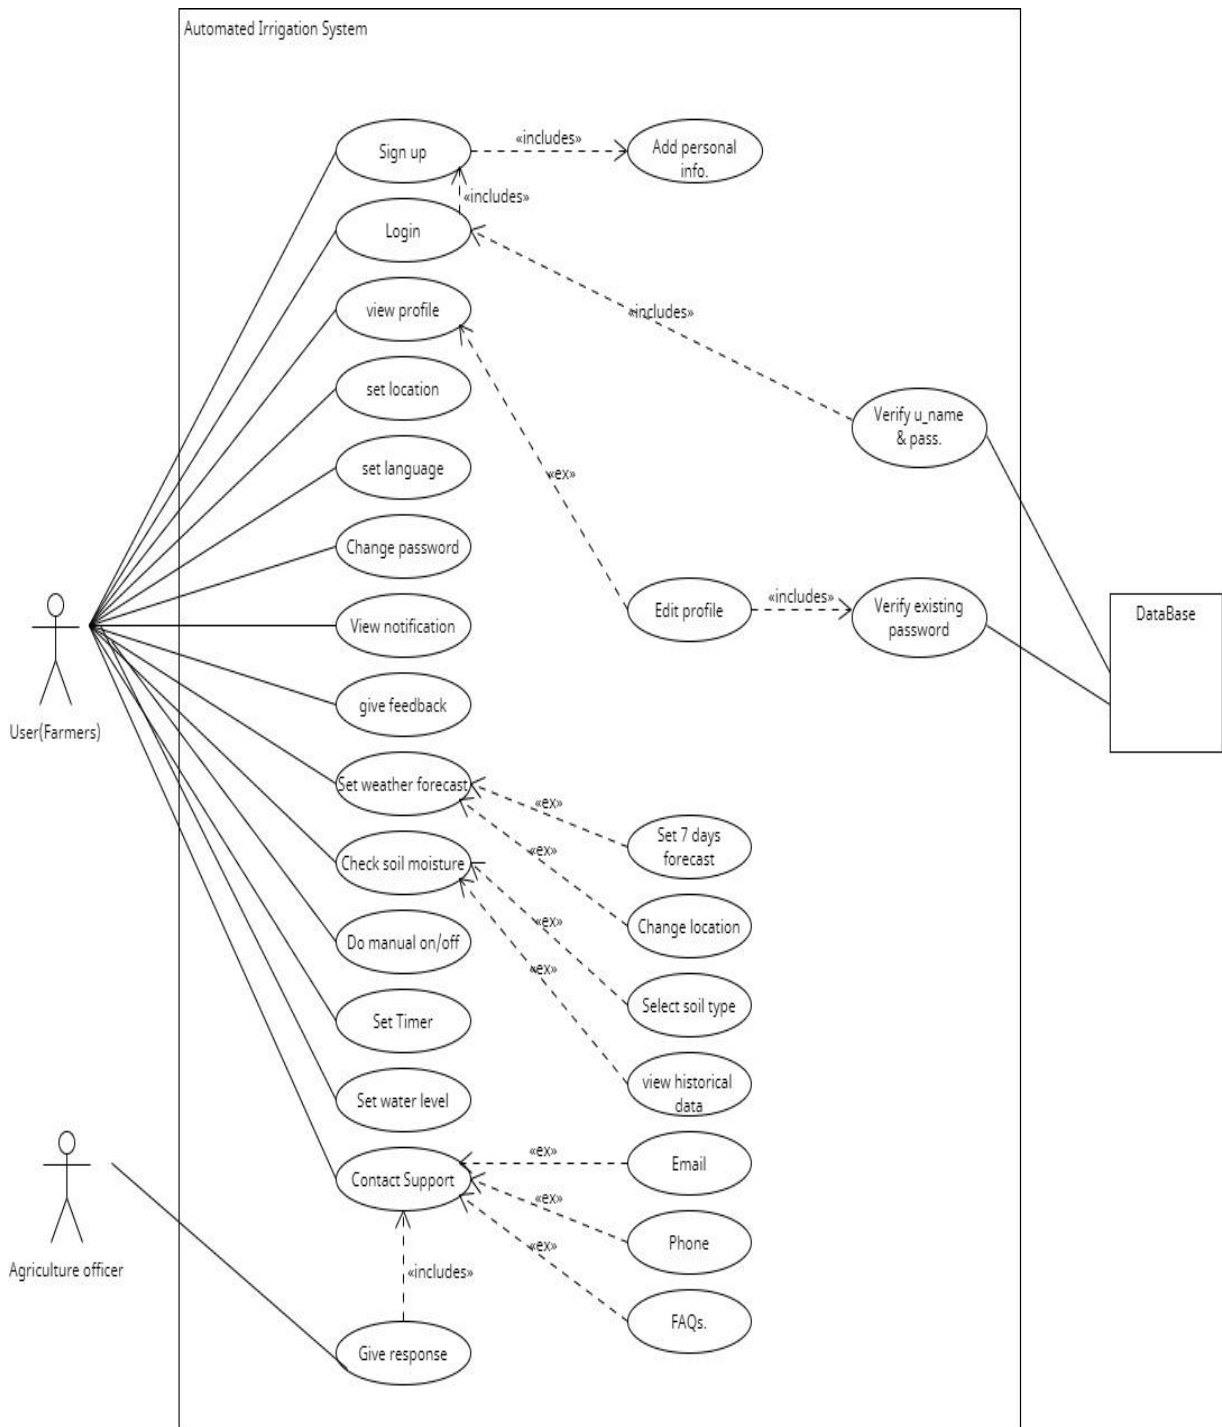 Automated Irrigation System
Sign up
«includes»
Add personal
info.
«includes»
Login
«includes»
view profile
set location
Verify u_name
& pass.
set language
«ex»
Change password
Edit profile
«includes»
Verify existing
password
DataBase
View notification
User(Farmers)
give feedback
Set weather forecast
«ex»
Set 7 days
forecast
«ex»
Check soil moisture
«ex»
Change location
Do manual on/off
«ex»
Select soil type
Set Timer
view historical
data
Set water level
«ex»
Email
Contact Support
«ex»
Phone
«ex»
Agriculture officer
«includes»
FAQs.
Give response